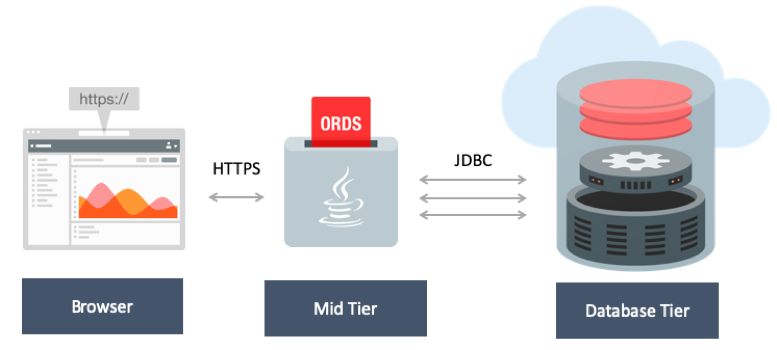 https://
ORDS
HTTPS
JDBC
Browser
Mid Tier
Database Tier